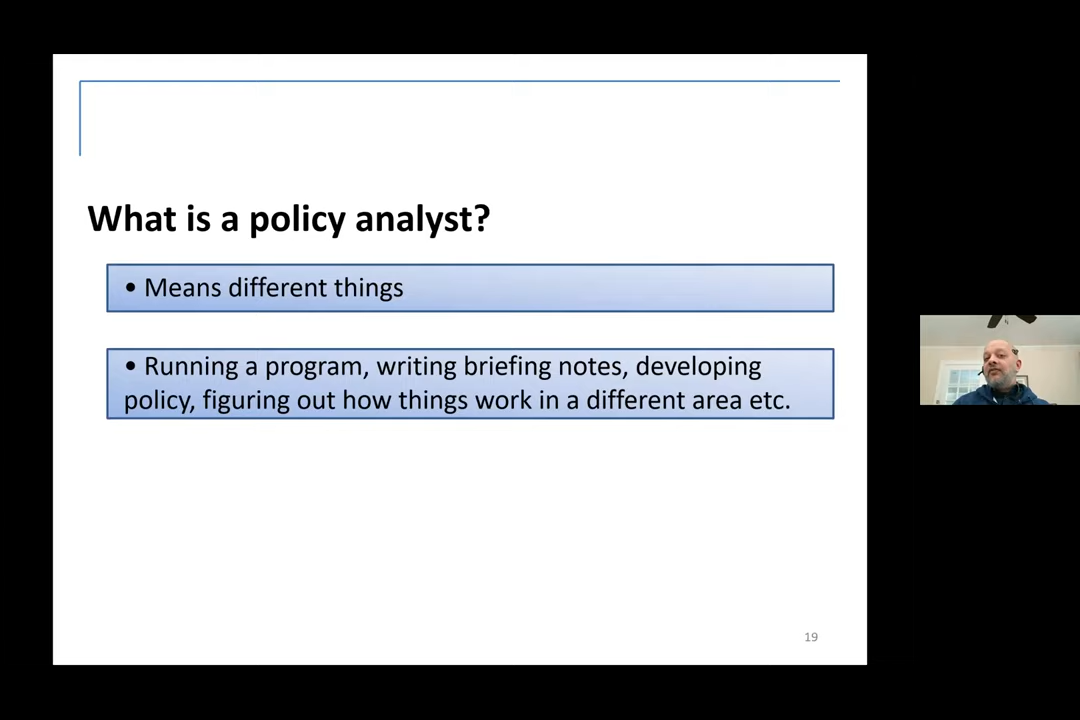 What is a policy analyst?
• Means different things
• Running a program, writing briefing notes, developing
policy, figuring out how things work in a different area etc.
19